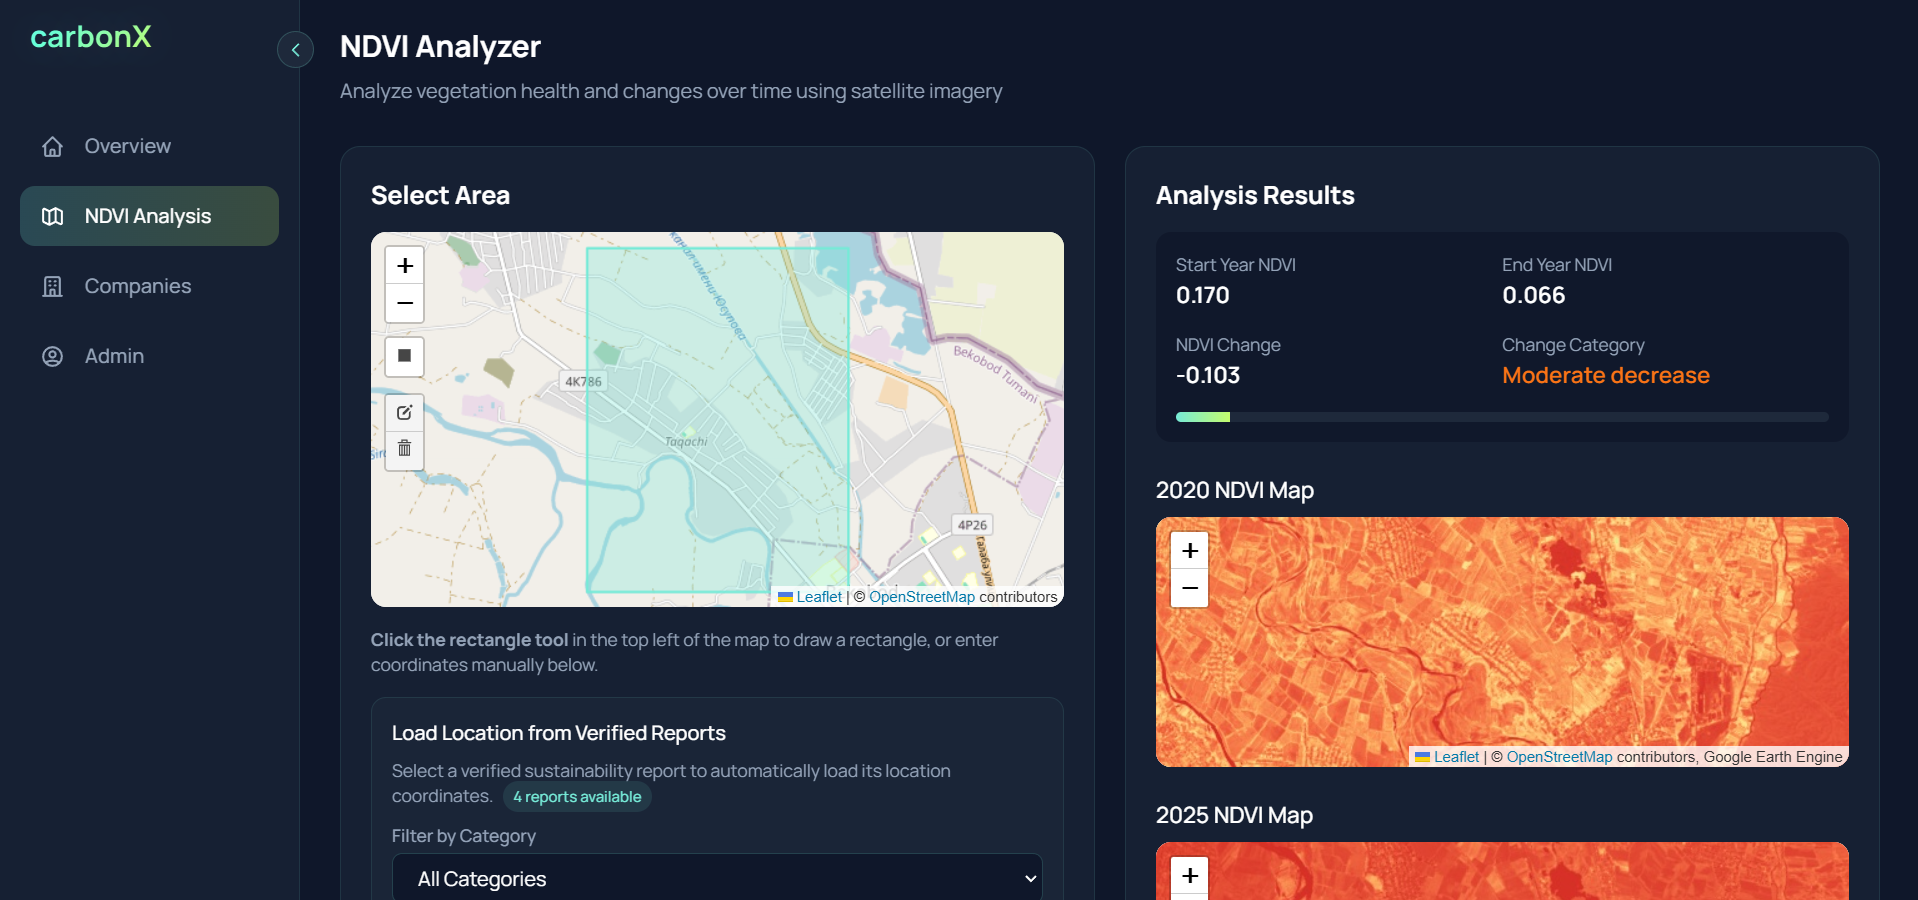 carbonX
Overview
NDVI Analysis
Companies
Admin
NDVI Analyzer
Analyze vegetation health and changes over time using satellite imagery
Select Area
+
−
канал имени Юсупова
Bekobod Tumani
4К786
Taqachi
4P26
Leaflet | © OpenStreetMap contributors
Click the rectangle tool in the top left of the map to draw a rectangle, or enter
coordinates manually below.
Load Location from Verified Reports
Select a verified sustainability report to automatically load its location
coordinates. 4 reports available
Filter by Category
All Categories
Analysis Results
Start Year NDVI
0.170
End Year NDVI
0.066
NDVI Change
-0.103
Change Category
Moderate decrease
2020 NDVI Map
+
−
Leaflet | © OpenStreetMap contributors, Google Earth Engine
2025 NDVI Map
+